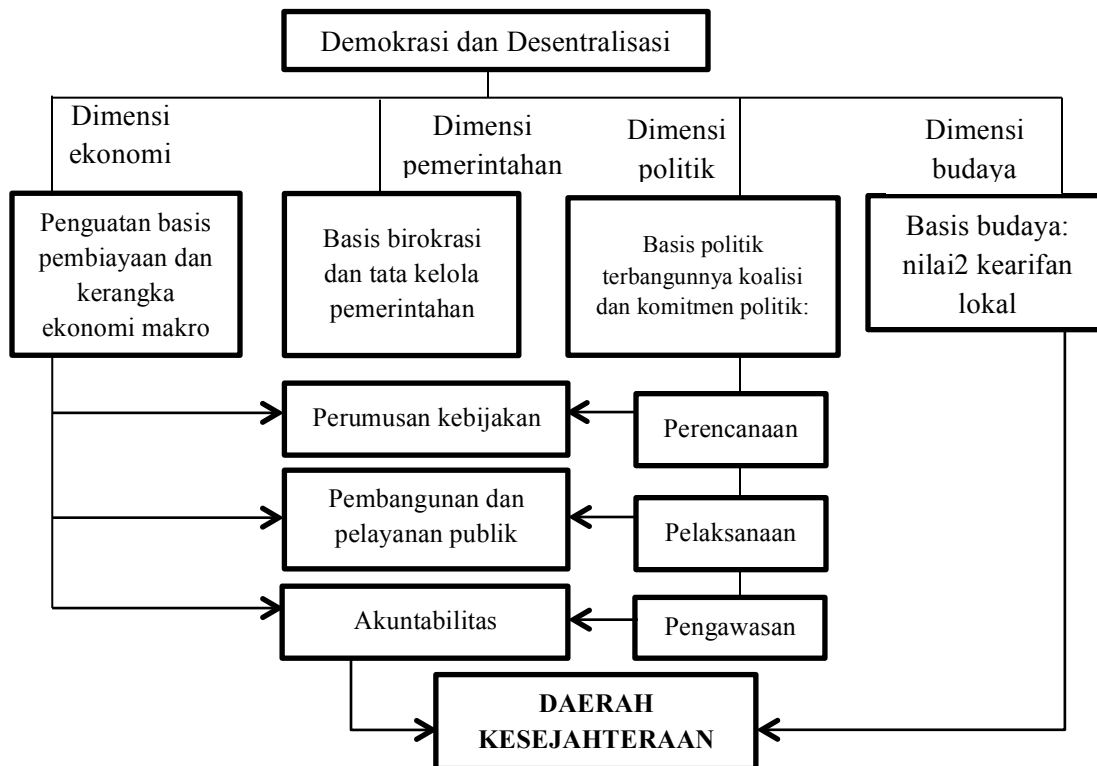 Demokrasi dan Desentralisasi
Dimensi
ekonomi
Dimensi
pemerintahan
Dimensi
politik
Dimensi
budaya
Penguatan basis
pembiayaan dan
kerangka
ekonomi makro
Basis birokrasi
dan tata kelola
pemerintahan
Basis politik
terbangunnya koalisi
dan komitmen politik:
Basis budaya:
nilai2 kearifan
lokal
Perumusan kebijakan
Perencanaan
Pembangunan dan
pelayanan publik
Pelaksanaan
Akuntabilitas
Pengawasan
DAERAH
KESEJAHTERAAN